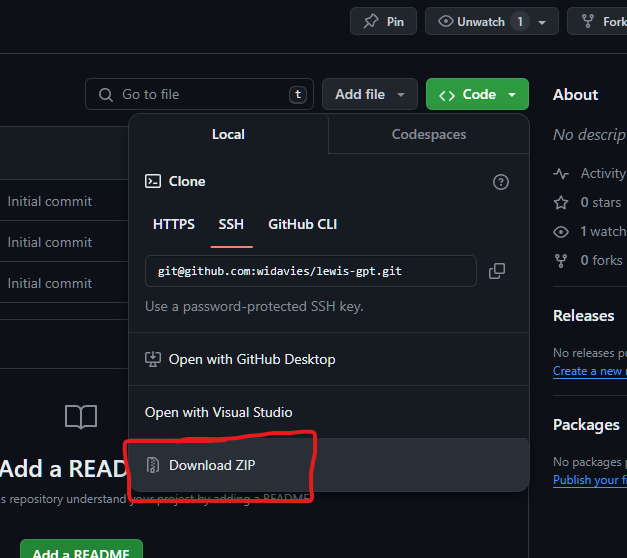 Pin
Unwatch 1
Fork
Go to file t
Add file
Code
About
Local
Codespaces
No descrip
Clone
Activity
Initial commit
0 stars
HTTPS
SSH
GitHub CLI
1 watch
Initial commit
0 forks
git@github.com:widavies/lewis-gpt.git
Initial commit
Use a password-protected SSH key.
Releases
No releases pu
Open with GitHub Desktop
Create a new r
Open with Visual Studio
Packages
Download ZIP
No packages p
Add a READ
Publish your fi
s repository understand your project by adding a README
Add a README